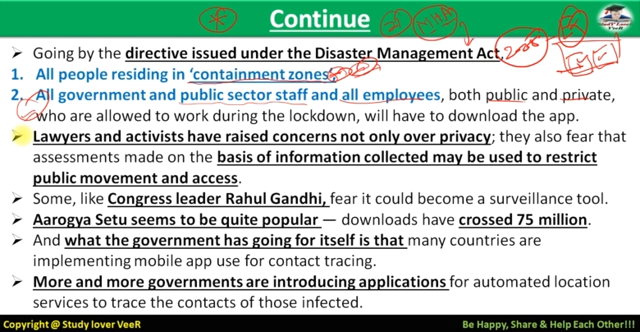 Continue
Going by the directive issued under the Disaster Management Act, 2005
1. All people residing in ‘containment zones’,
2. All government and public sector staff and all employees, both public and private,
who are allowed to work during the lockdown, will have to download the app.
Lawyers and activists have raised concerns not only over privacy; they also fear that
assessments made on the basis of information collected may be used to restrict
public movement and access.
Some, like Congress leader Rahul Gandhi, fear it could become a surveillance tool.
Aarogya Setu seems to be quite popular — downloads have crossed 75 million.
And what the government has going for itself is that many countries are
implementing mobile app use for contact tracing.
More and more governments are introducing applications for automated location
services to trace the contacts of those infected.
Copyright @ Study lover VeeR
Be Happy, Share & Help Each Other!!!